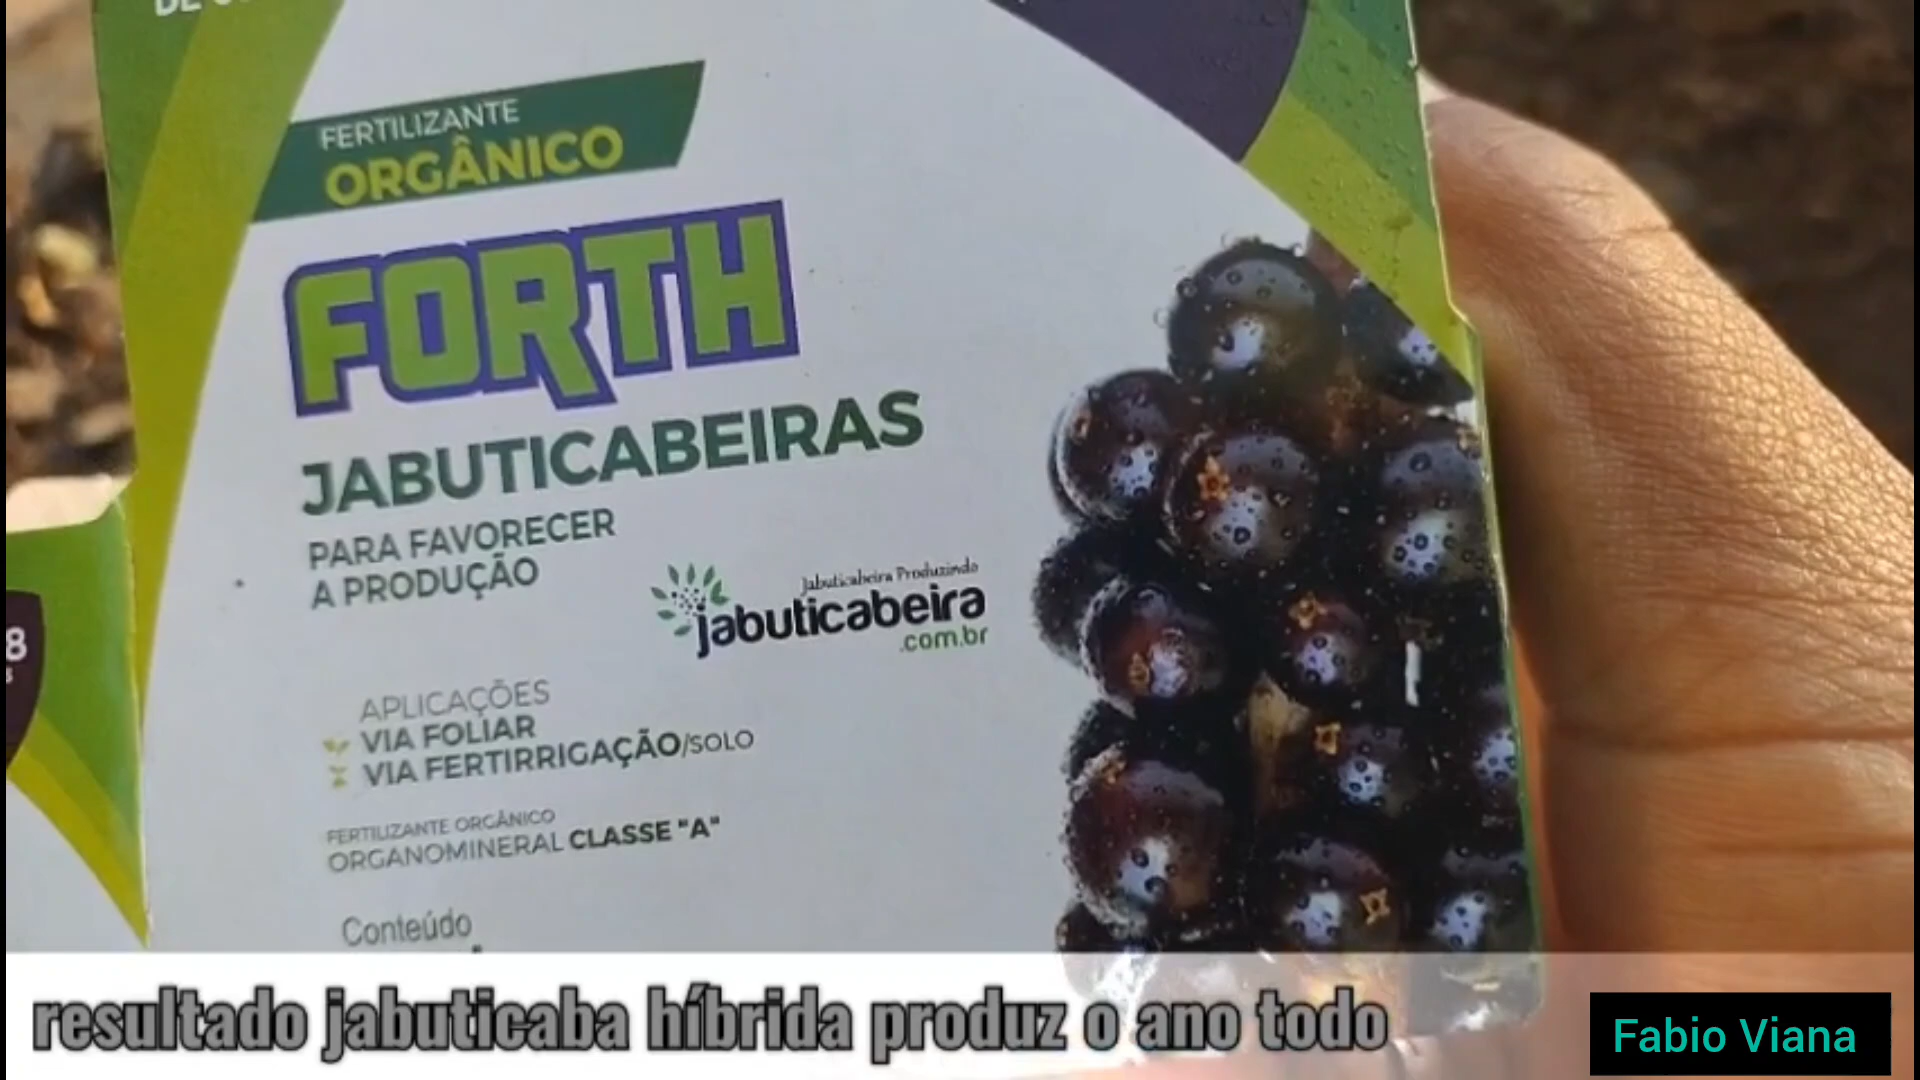 FERTILIZANTE
ORGÂNICO
FORTH
JABUTICABEIRAS
PARA FAVORECER
A PRODUÇÃO
Jabuticabeira Produzindo
jabuticabeira
.com.br
APLICAÇÕES
VIA FOLIAR
VIA FERTIRRIGAÇÃO/SOLO
FERTILIZANTE ORGÂNICO
ORGANOMINERAL CLASSE "A"
Conteúdo
8
resultado jabuticaba híbrida produz o ano todo
Fabio Viana